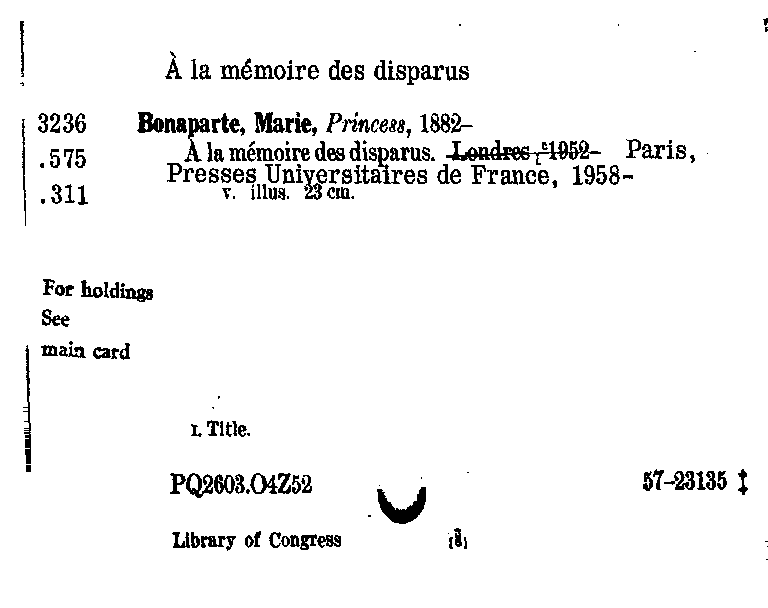 À la mémoire des disparus
3236 Bonaparte, Marie, Princess, 1882–
.575 À la mémoire des disparus. Londres, ᶜ1952– Paris,
Presses Universitaires de France, 1958–
.311 v. illus. 23 cm.
For holdings
See
main card
I. Title.
PQ2603.O4Z52 57–23135 ‡
Library of Congress